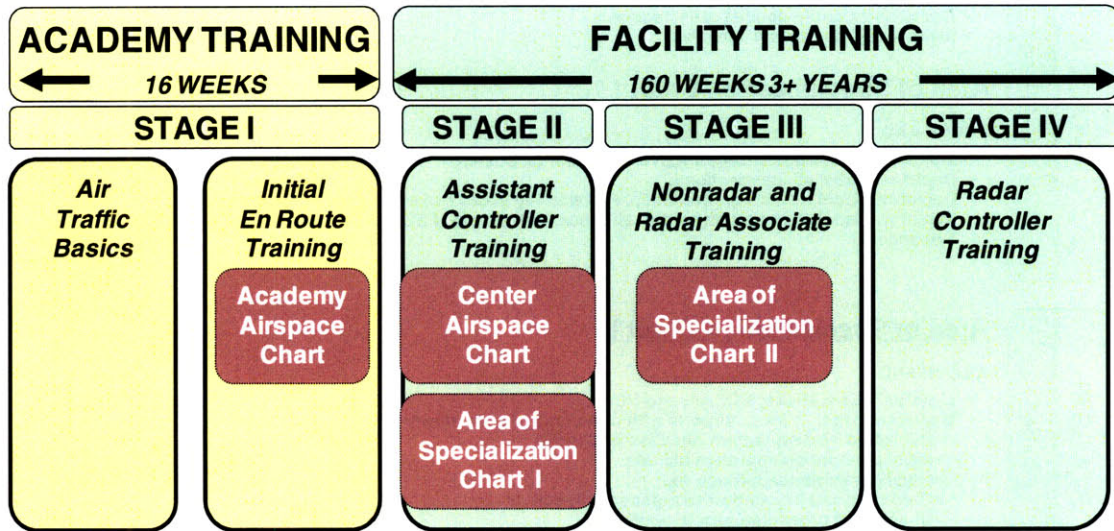 ACADEMY TRAINING
16 WEEKS
FACILITY TRAINING
160 WEEKS 3+ YEARS
STAGE I
STAGE II
STAGE III
STAGE IV
Air
Traffic
Basics
Initial
En Route
Training
Academy
Airspace
Chart
Assistant
Controller
Training
Center
Airspace
Chart
Area of
Specialization
Chart I
Nonradar and
Radar Associate
Training
Area of
Specialization
Chart II
Radar
Controller
Training